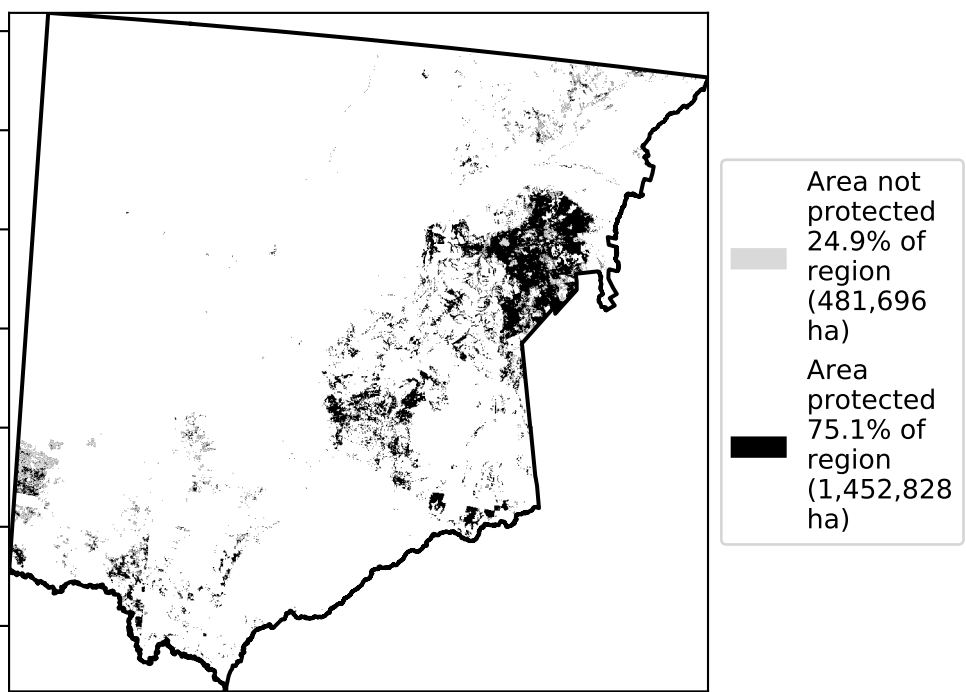 Area not
protected
24.9% of
region
(481,696
ha)
Area
protected
75.1% of
region
(1,452,828
ha)